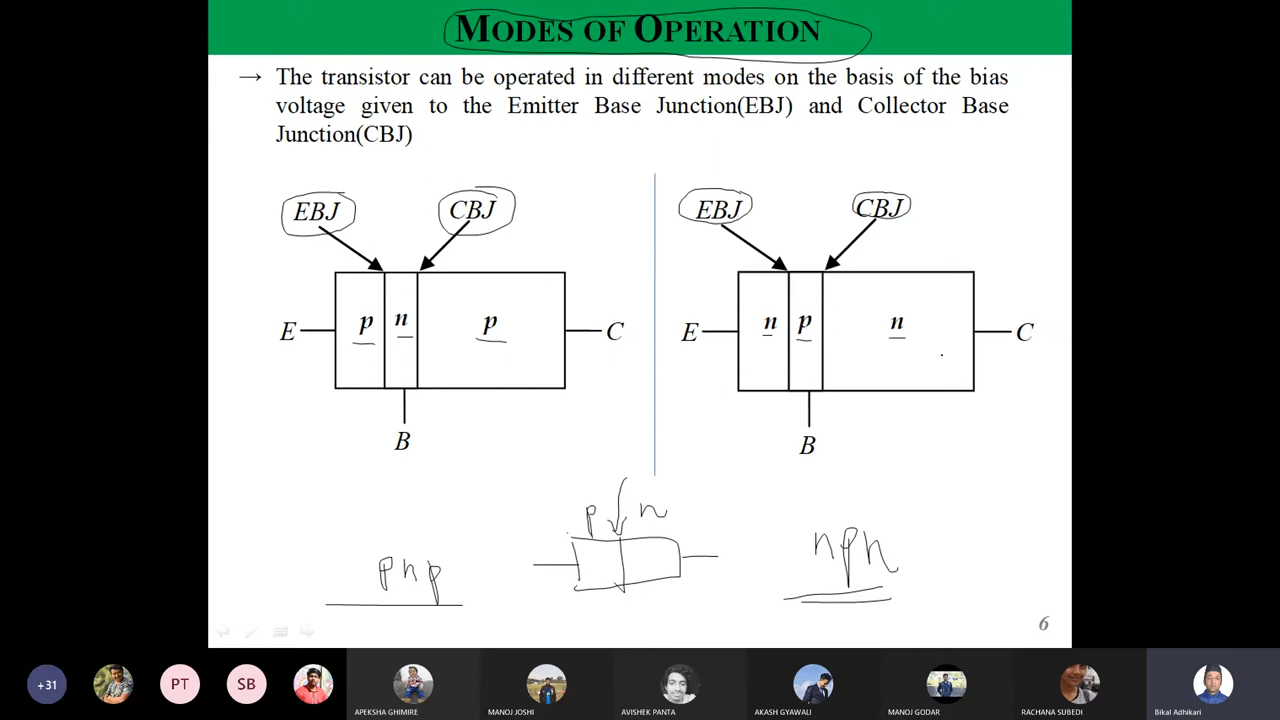 MODES OF OPERATION
→ The transistor can be operated in different modes on the basis of the bias
voltage given to the Emitter Base Junction(EBJ) and Collector Base
Junction(CBJ)
EBJ CBJ
p n p
E C
B
EBJ CBJ
n p n
E C
B
p n
pnp
npn
6
+31
PT
SB
APEKSHA GHIMIRE
MANOJ JOSHI
AVISHEK PANTA
AKASH GYAWALI
MANOJ GODAR
RACHANA SUBEDI
Bikal Adhikari